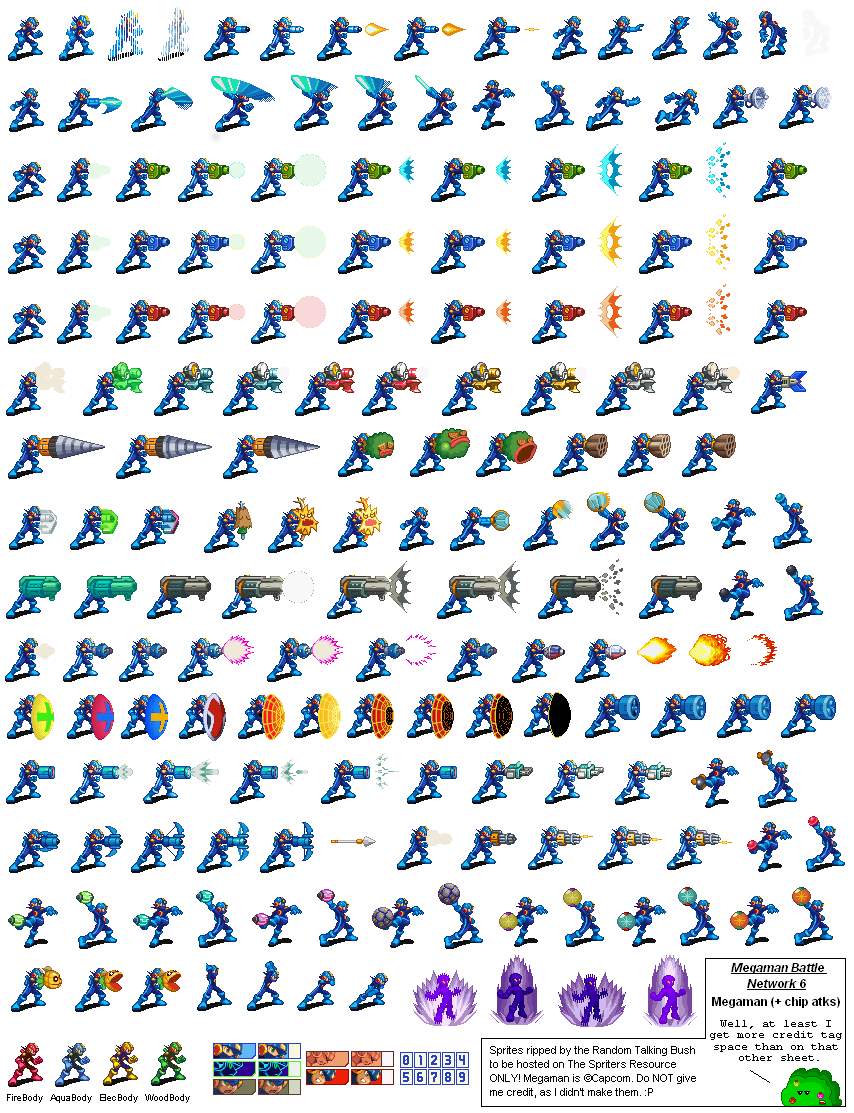 Megaman Battle
Network 6
Megaman (+ chip atks)
Well, at least I
get more credit tag
space than on that
other sheet.
0 1 2 3 4
5 6 7 8 9
Sprites ripped by the Random Talking Bush
to be hosted on The Spriters Resource
ONLY! Megaman is ©Capcom. Do NOT give
me credit, as I didn't make them. :P
FireBody AquaBody ElecBody WoodBody